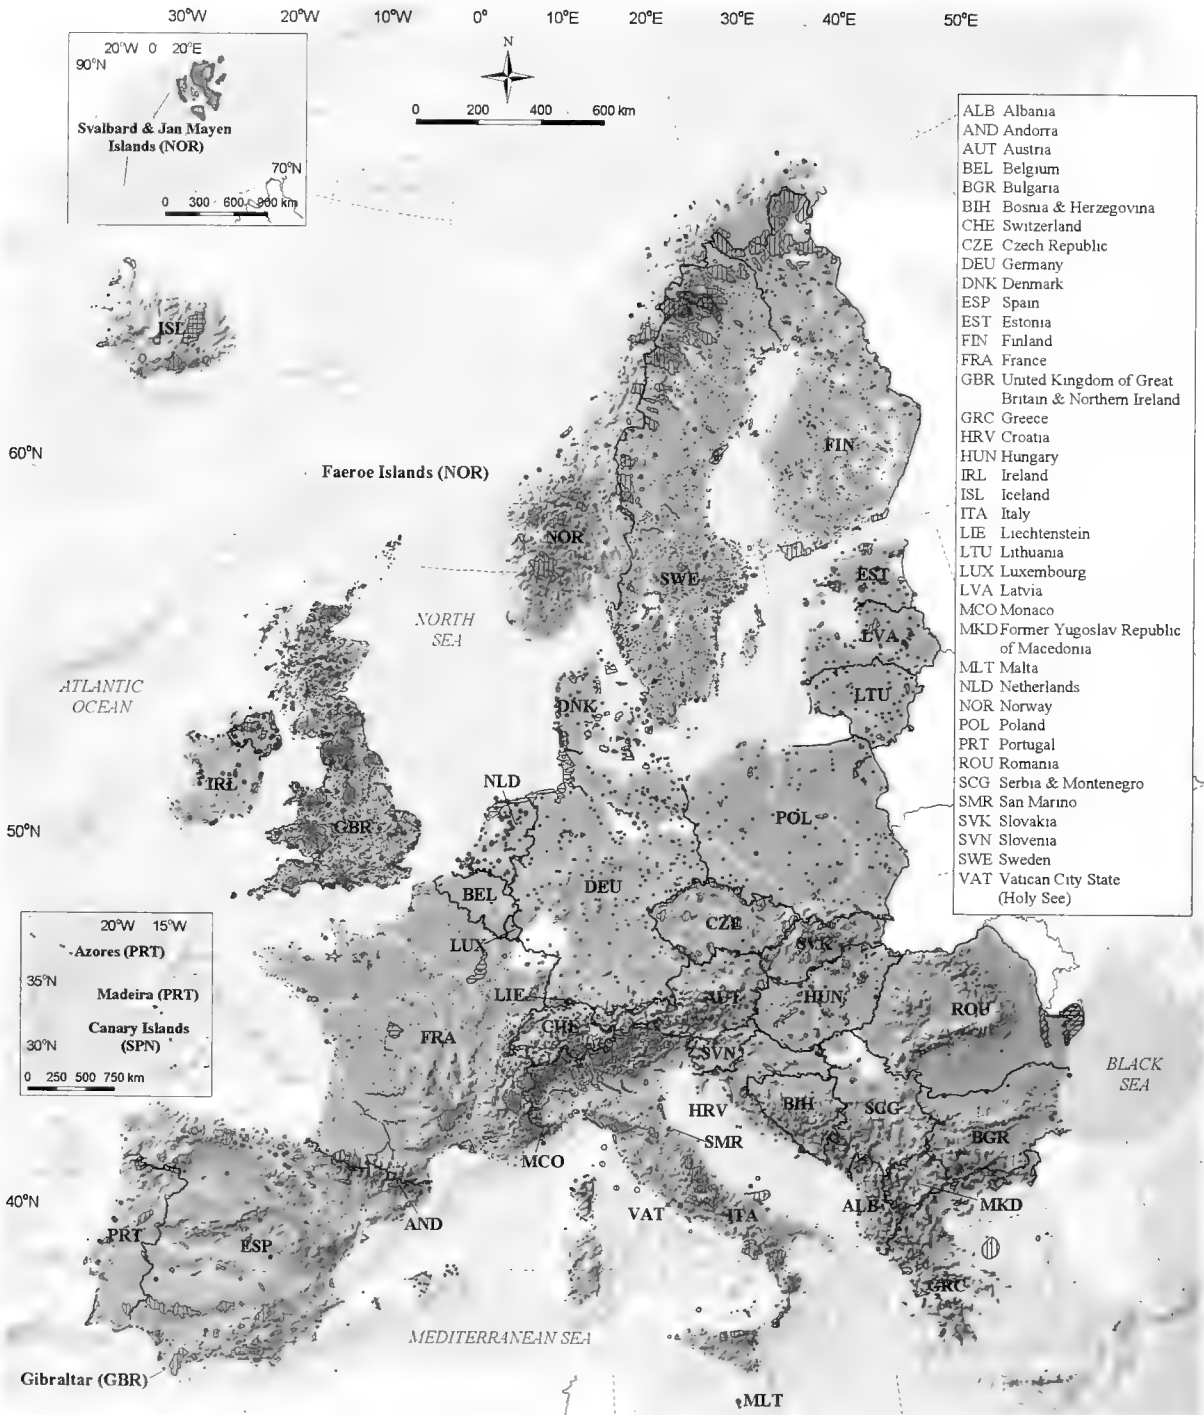 30°W 20°W 10°W 0° 10°E 20°E 30°E 40°E 50°E
20°W 0° 20°E
90°N
Svalbard & Jan Mayen
Islands (NOR)
70°N
0 300 600 900 km
N
0 200 400 600 km
ALB Albania
AND Andorra
AUT Austria
BEL Belgium
BGR Bulgaria
BIH Bosnia & Herzegovina
CHE Switzerland
CZE Czech Republic
DEU Germany
DNK Denmark
ESP Spain
EST Estonia
FIN Finland
FRA France
GBR United Kingdom of Great
Britain & Northern Ireland
GRC Greece
HRV Croatia
HUN Hungary
IRL Ireland
ISL Iceland
ITA Italy
LIE Liechtenstein
LTU Lithuania
LUX Luxembourg
LVA Latvia
MCO Monaco
MKD Former Yugoslav Republic
of Macedonia
MLT Malta
NLD Netherlands
NOR Norway
POL Poland
PRT Portugal
ROU Romania
SCG Serbia & Montenegro
SMR San Marino
SVK Slovakia
SVN Slovenia
SWE Sweden
VAT Vatican City State
(Holy See)
ISL
60°N
FIN
Faeroe Islands (NOR)
NOR
SWE
EST
NORTH
SEA
LVA
ATLANTIC
OCEAN
LTU
DNK
IRL
NLD
50°N
GBR
POL
BEL
DEU
CZE
LUX
SVK
20°W 15°W
Azores (PRT)
35°N
Madeira (PRT)
Canary Islands
(SPN)
30°N
0 250 500 750 km
LIE
AUT
HUN
ROU
FRA
CHE
SVN
BLACK
SEA
HRV
BIH
SCG
SMR
BGR
MCO
40°N
AND
VAT
ITA
ALB
MKD
PRT
ESP
GRC
MEDITERRANEAN SEA
Gibraltar (GBR)
MLT